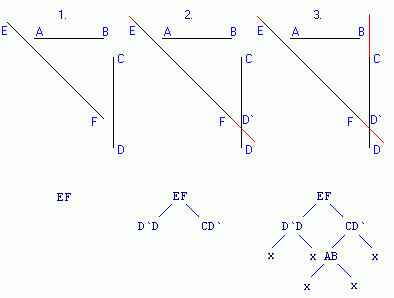 1. 2. 3.
E A B E A B E A B
C C C
F F D` F D`
D D D
EF EF EF
D`D CD` D`D CD`
x x AB x
x x